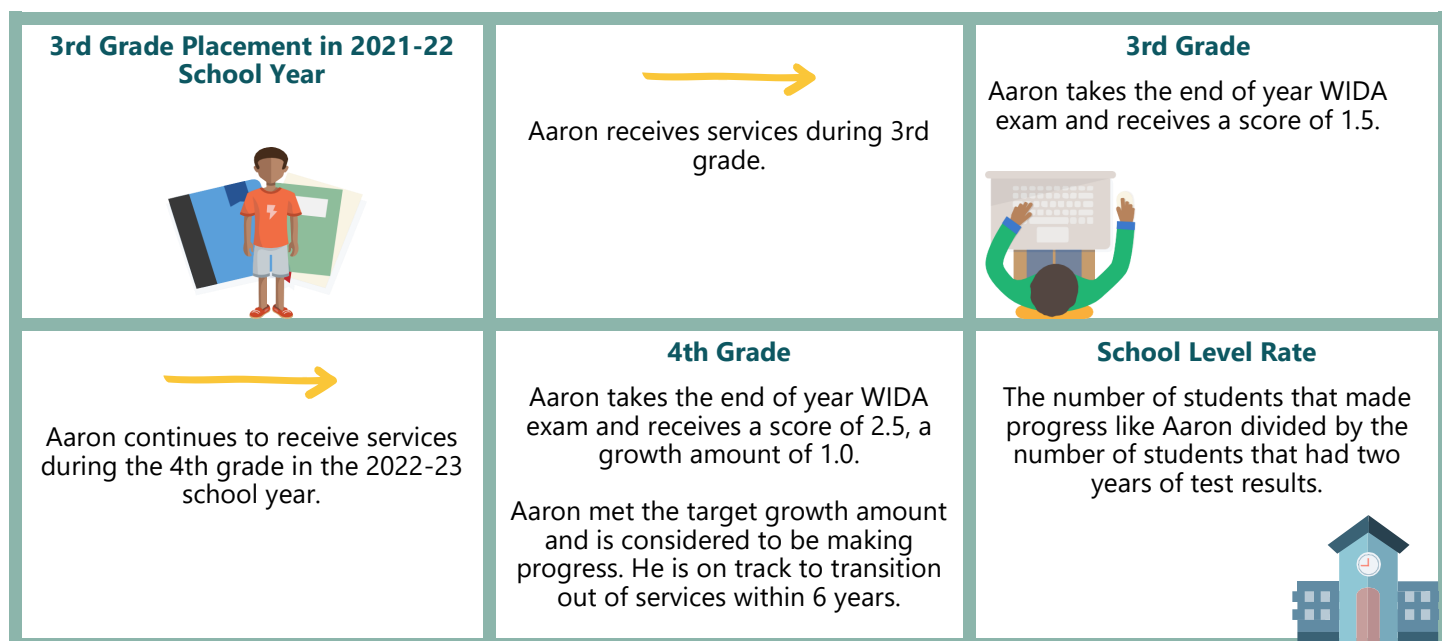 3rd Grade Placement in 2021-22
School Year
Aaron receives services during 3rd
grade.
3rd Grade
Aaron takes the end of year WIDA
exam and receives a score of 1.5.
Aaron continues to receive services
during the 4th grade in the 2022-23
school year.
4th Grade
Aaron takes the end of year WIDA
exam and receives a score of 2.5, a
growth amount of 1.0.
Aaron met the target growth amount
and is considered to be making
progress. He is on track to transition
out of services within 6 years.
School Level Rate
The number of students that made
progress like Aaron divided by the
number of students that had two
years of test results.